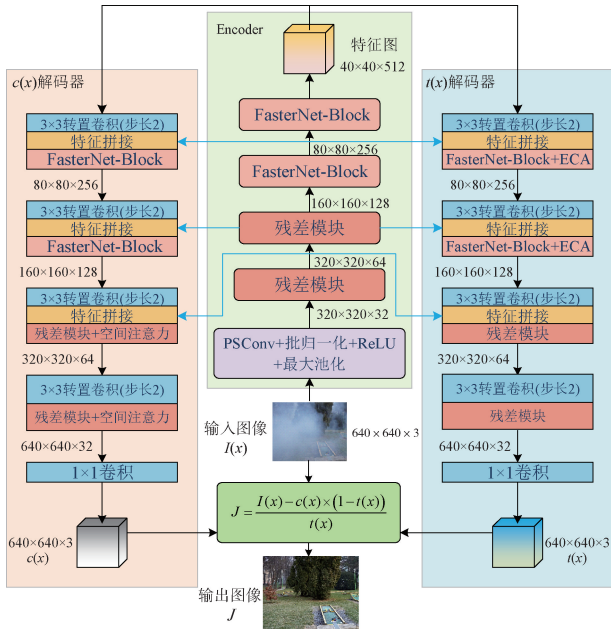 Encoder
特征图
40×40×512
FasterNet-Block
80×80×256
FasterNet-Block
160×160×128
残差模块
320×320×64
残差模块
320×320×32
PSConv+批归一化+ReLU
+最大池化
输入图像
I(x)
640×640×3
c(x)解码器
3×3转置卷积(步长2)
特征拼接
FasterNet-Block
80×80×256
3×3转置卷积(步长2)
特征拼接
FasterNet-Block
160×160×128
3×3转置卷积(步长2)
特征拼接
残差模块+空间注意力
320×320×64
3×3转置卷积(步长2)
残差模块+空间注意力
640×640×32
1×1卷积
640×640×3
c(x)
t(x)解码器
3×3转置卷积(步长2)
特征拼接
FasterNet-Block+ECA
80×80×256
3×3转置卷积(步长2)
特征拼接
FasterNet-Block+ECA
160×160×128
3×3转置卷积(步长2)
特征拼接
残差模块
320×320×64
3×3转置卷积(步长2)
残差模块
640×640×32
1×1卷积
640×640×3
t(x)
J = I(x)−c(x)×(1−t(x))
t(x)
输出图像
J